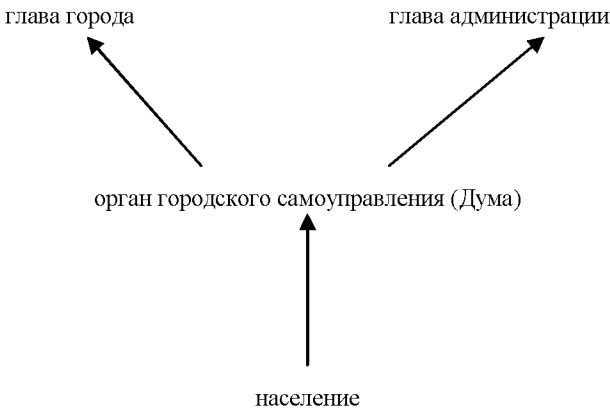 глава города
глава администрации
орган городского самоуправления (Дума)
население